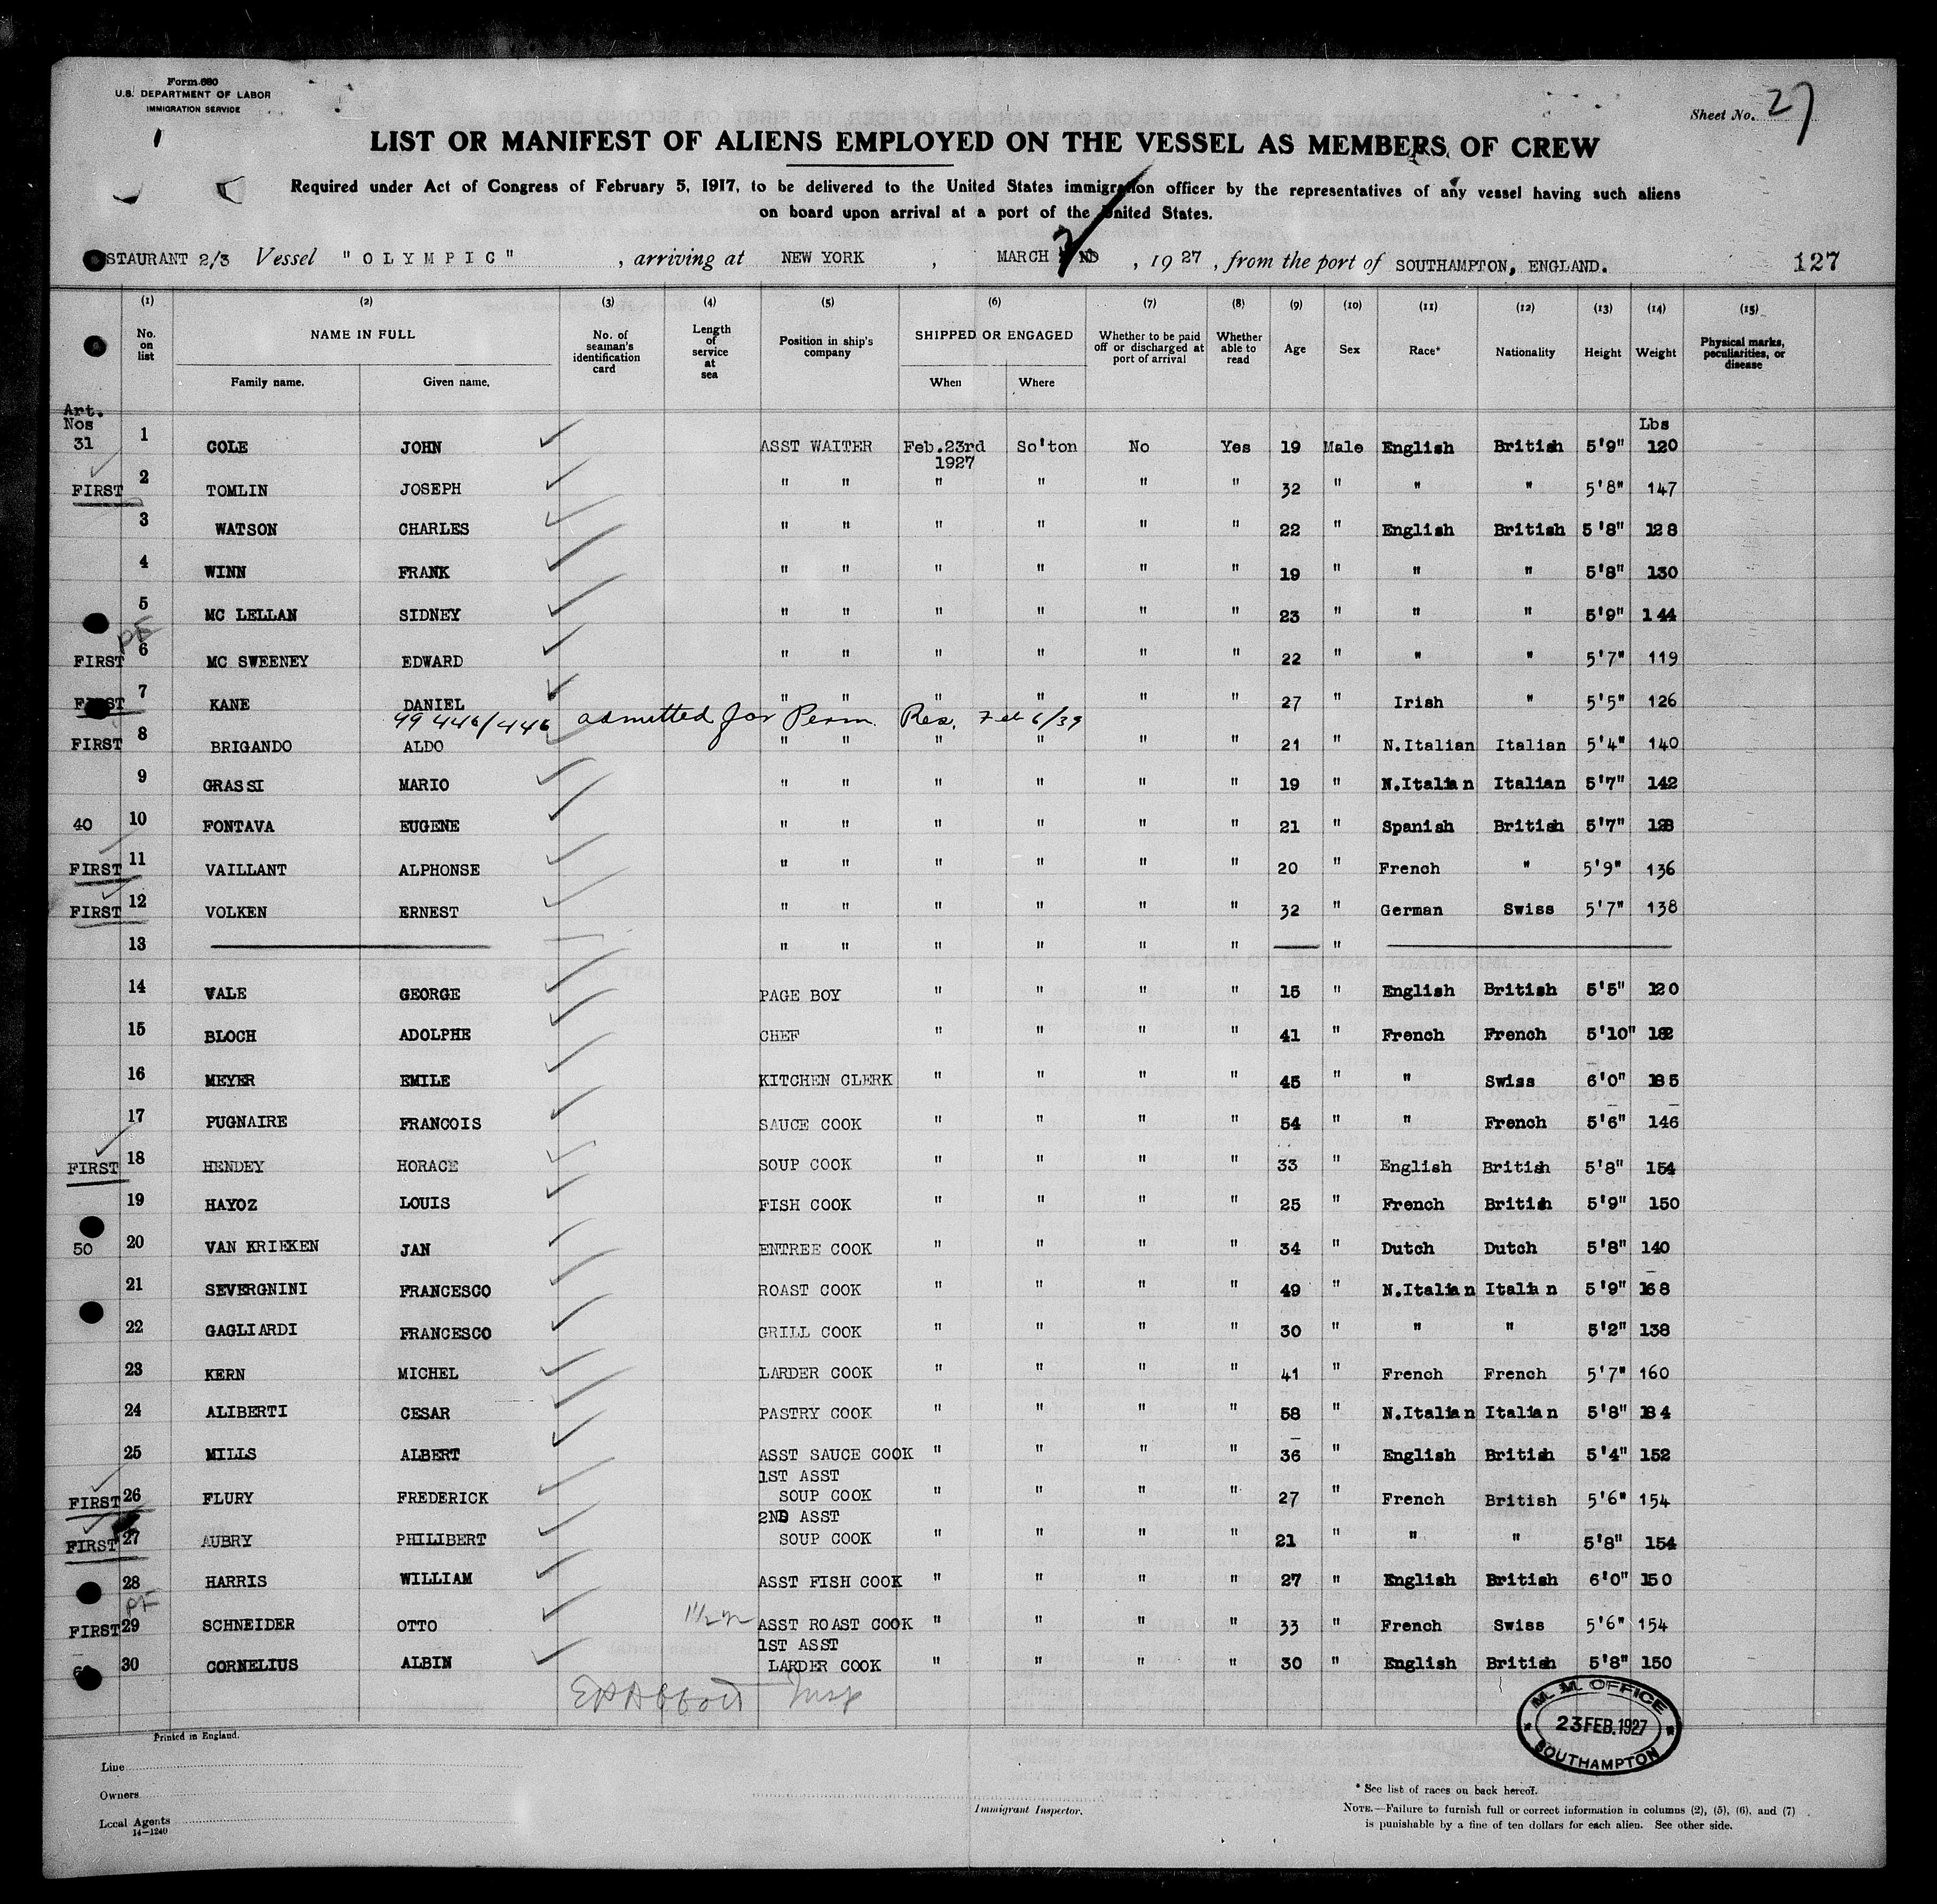 Form 680
U.S. DEPARTMENT OF LABOR
IMMIGRATION SERVICE
Sheet No. 27
LIST OR MANIFEST OF ALIENS EMPLOYED ON THE VESSEL AS MEMBERS OF CREW
Required under Act of Congress of February 5, 1917, to be delivered to the United States immigration officer by the representatives of any vessel having such aliens
on board upon arrival at a port of the United States.
STAURANT 2/3 Vessel "OLYMPIC", arriving at NEW YORK, MARCH ND, 1927, from the port of SOUTHAMPTON, ENGLAND. 127
(1) (2) (3) (4) (5) (6) (7) (8) (9) (10) (11) (12) (13) (14) (15)
No. on list NAME IN FULL Family name. Given name. No. of seaman's identification card Length of service at sea Position in ship's company SHIPPED OR ENGAGED When Where Whether to be paid off or discharged at port of arrival Whether able to read Age Sex Race* Nationality Height Weight Physical marks, peculiarities, or disease
Art. Nos Lbs
31 1 COLE JOHN ASST WAITER Feb.23rd 1927 So'ton No Yes 19 Male English British 5'9" 120
FIRST 2 TOMLIN JOSEPH " " " " " " 32 " " " 5'8" 147
3 WATSON CHARLES " " " " " " 22 " English British 5'8" 128
4 WINN FRANK " " " " " " 19 " " " 5'8" 130
5 MC LELLAN SIDNEY " " " " " " 23 " " " 5'9" 144
PF
FIRST 6 MC SWEENEY EDWARD " " " " " " 22 " " " 5'7" 119
FIRST 7 KANE DANIEL " " " " " " 27 " Irish " 5'5" 126
99446/446 admitted for Perm. Res. Feb 6/39
FIRST 8 BRIGANDO ALDO " " " " " " 21 " N.Italian Italian 5'4" 140
9 GRASSI MARIO " " " " " " 19 " N.Italian Italian 5'7" 142
40 10 FONTAVA EUGENE " " " " " " 21 " Spanish British 5'7" 128
FIRST 11 VAILLANT ALPHONSE " " " " " " 20 " French " 5'9" 136
FIRST 12 VOLKEN ERNEST " " " " " " 32 " German Swiss 5'7" 138
13 " " " " " " "
14 VALE GEORGE PAGE BOY " " " " 15 " English British 5'5" 120
15 BLOCH ADOLPHE CHEF " " " " 41 " French French 5'10" 182
16 MEYER EMILE KITCHEN CLERK " " " " 45 " " Swiss 6'0" 185
17 PUGNAIRE FRANCOIS SAUCE COOK " " " " 54 " " French 5'6" 146
FIRST 18 HENDEY HORACE SOUP COOK " " " " 33 " English British 5'8" 154
19 HAYOZ LOUIS FISH COOK " " " " 25 " French British 5'9" 150
50 20 VAN KRIEKEN JAN ENTREE COOK " " " " 34 " Dutch Dutch 5'8" 140
21 SEVERGNINI FRANCESCO ROAST COOK " " " " 49 " N.Italian Italian 5'9" 168
22 GAGLIARDI FRANCESCO GRILL COOK " " " " 30 " " " 5'2" 138
23 KERN MICHEL LARDER COOK " " " " 41 " French French 5'7" 160
24 ALIBERTI CESAR PASTRY COOK " " " " 58 " N.Italian Italian 5'8" 184
25 MILLS ALBERT ASST SAUCE COOK " " " " 36 " English British 5'4" 152
FIRST 26 FLURY FREDERICK 1ST ASST SOUP COOK " " " " 27 " French British 5'6" 154
FIRST 27 AUBRY PHILIBERT 2ND ASST SOUP COOK " " " " 21 " " " 5'8" 154
28 HARRIS WILLIAM ASST FISH COOK " " " " 27 " English British 6'0" 150
PF
FIRST 29 SCHNEIDER OTTO ASST ROAST COOK " " " " 33 " French Swiss 5'6" 154
30 CORNELIUS ALBIN 1ST ASST LARDER COOK " " " " 30 " English British 5'8" 150
Abbott Insp
M. M. OFFICE
23 FEB. 1927
SOUTHAMPTON
Printed in England.
Line
Owners
Local Agents
14—1240
Immigrant Inspector.
* See list of races on back hereof.
NOTE.—Failure to furnish full or correct information in columns (2), (5), (6), and (7)
is punishable by a fine of ten dollars for each alien. See other side.